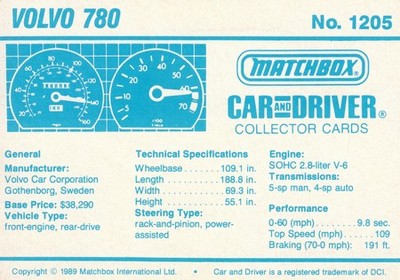 VOLVO 780
No. 1205
MATCHBOX
CAR AND DRIVER®
COLLECTOR CARDS
General
Manufacturer:
Volvo Car Corporation
Gothenborg, Sweden
Base Price: $38,290
Vehicle Type:
front-engine, rear-drive
Technical Specifications
Wheelbase.......109.1 in.
Length..........188.8 in.
Width............69.3 in.
Height...........55.1 in.
Steering Type:
rack-and-pinion, power-
assisted
Engine:
SOHC 2.8-liter V-6
Transmissions:
5-sp man, 4-sp auto
Performance
0-60 (mph)........9.8 sec.
Top Speed (mph).....109
Braking (70-0 mph): 191 ft.
Copyright © 1989 Matchbox International Ltd. • Car and Driver is a registered trademark of DCI.